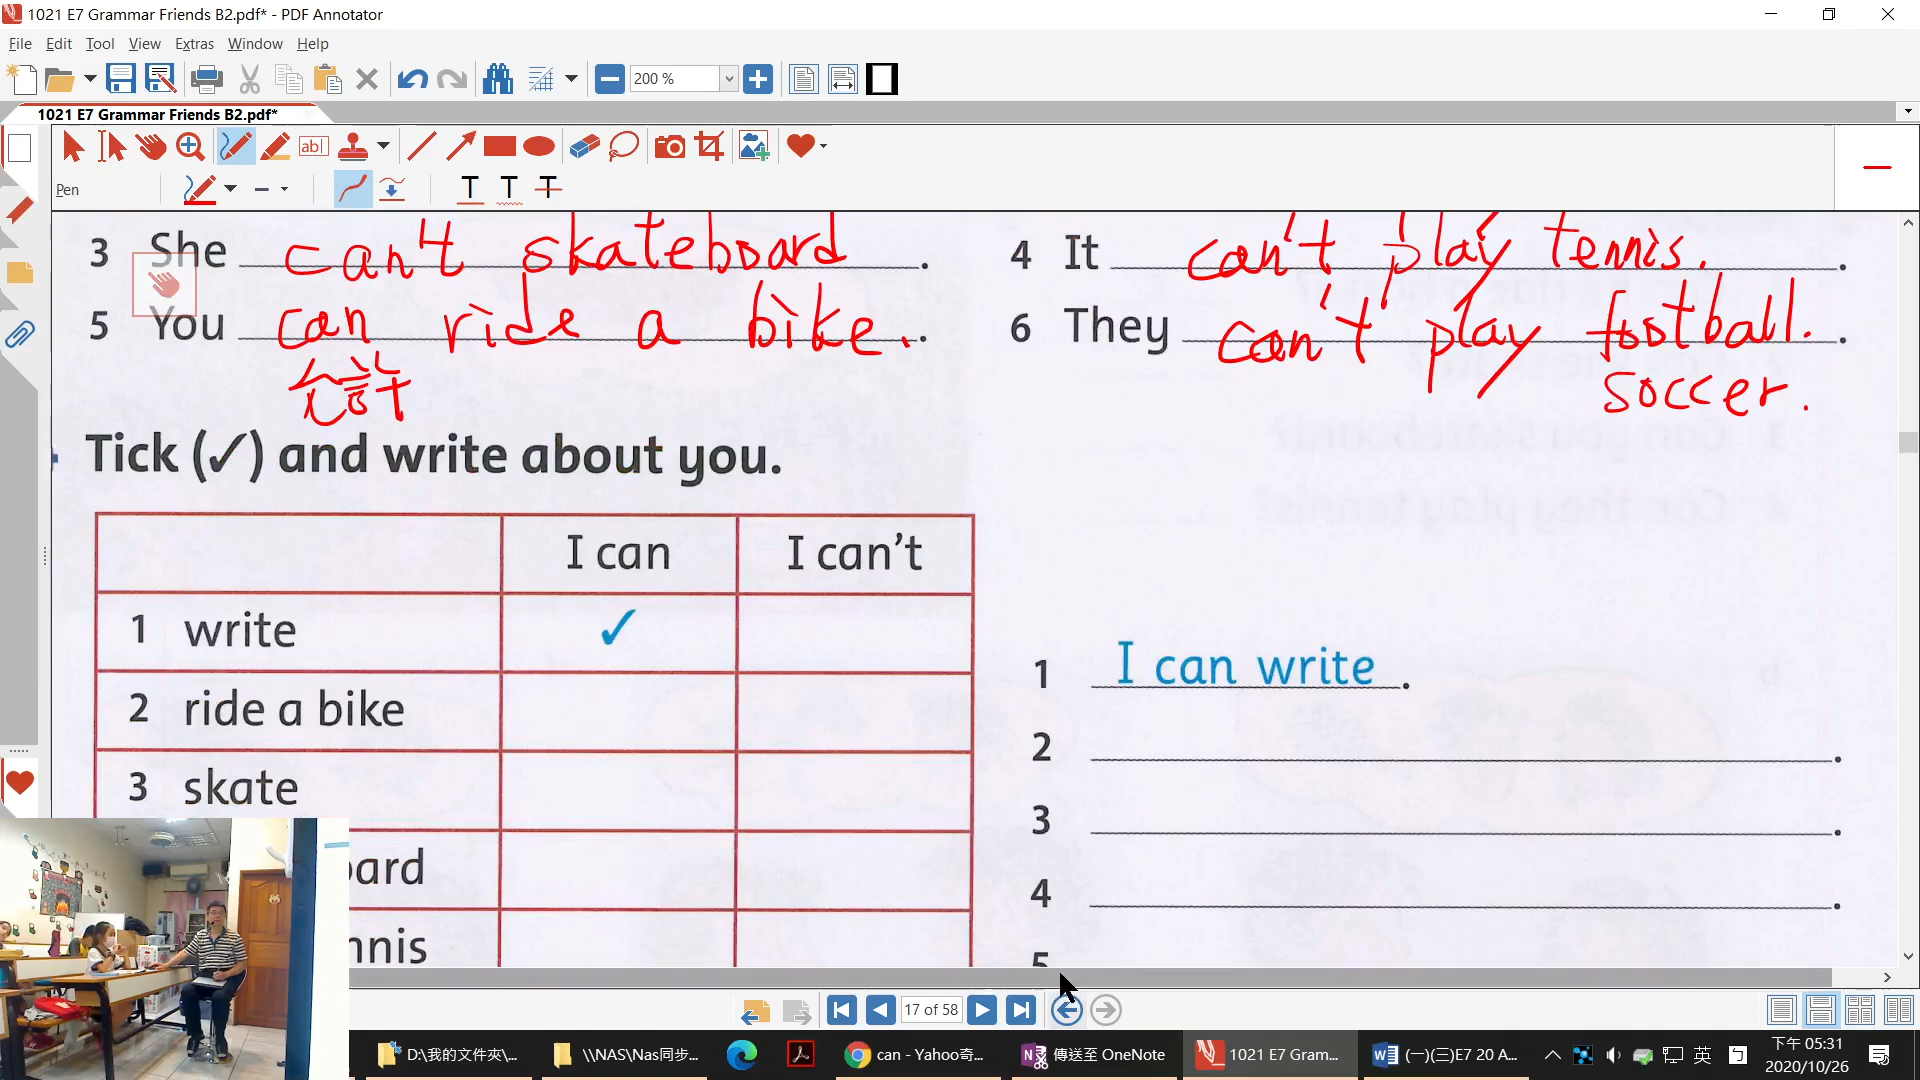 1021 E7 Grammar Friends B2.pdf* - PDF Annotator
File Edit Tool View Extras Window Help
200 %
1021 E7 Grammar Friends B2.pdf*
ab|
Pen
T T T
3 She can't skateboard .
4 It can't play tennis. .
5 You can ride a bike. .
6 They can't play football. .
soccer.
Tick (✓) and write about you.
I can I can't
1 write ✓
2 ride a bike
3 skate
oard
nnis
1 I can write .
2 .
3 .
4 .
5
17 of 58
D:\我的文件夾\...
\\NAS\Nas同步...
can - Yahoo奇...
傳送至 OneNote
1021 E7 Gram...
(一)(三)E7 20 A...
英
下午 05:31
2020/10/26